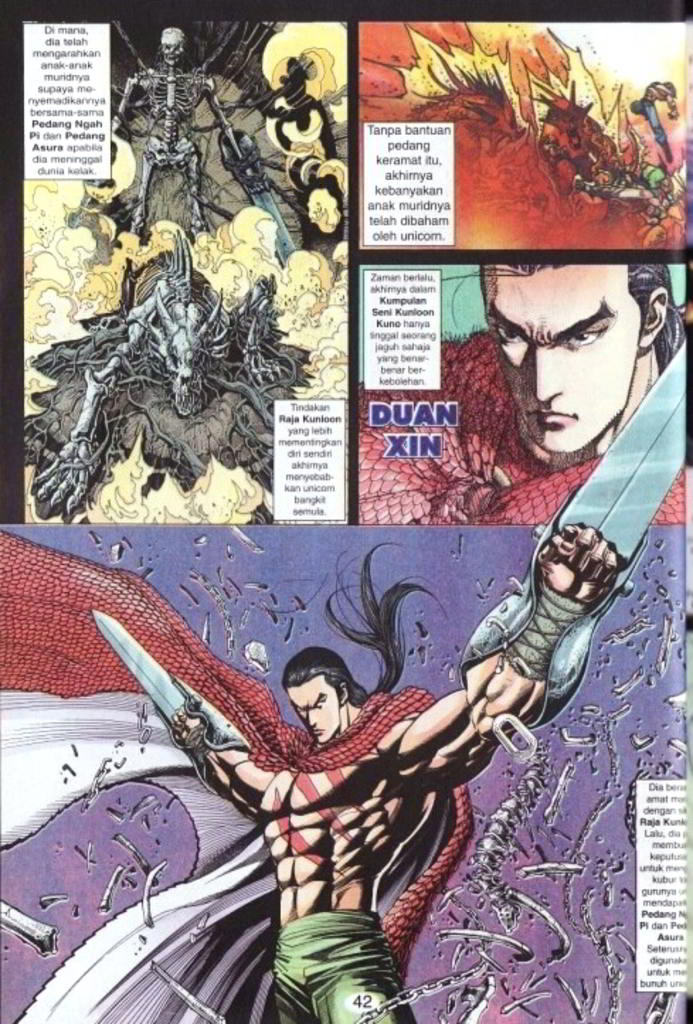 Di mana,
dia telah
mengarahkan
anak-anak
muridnya
supaya me-
nyemadikannya
bersama-sama
Pedang Ngah
Pi dan Pedang
Asura apabila
dia meninggal
dunia kelak.
Tindakan
Raja Kunloon
yang lebih
mementingkan
diri sendiri
akhirnya
menyebab-
kan unicorn
bangkit
semula.
Tanpa bantuan
pedang
keramat itu,
akhirnya
kebanyakan
anak muridnya
telah dibaham
oleh unicorn.
Zaman berlalu,
akhirnya dalam
Kumpulan
Seni Kunloon
Kuno hanya
tinggal seorang
jaguh sahaja
yang benar-
benar ber-
kebolehan.
DUAN
XIN
Dia
amat
dengan
Raja
Lalu, dia
untuk
kubur
gurunya
Pedang
Pi dan
Asura
untuk
bunuh
42